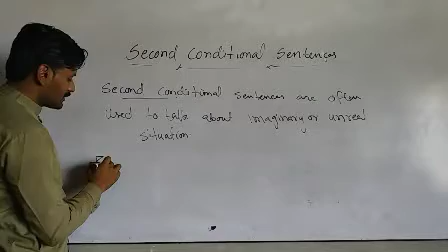 Second Conditional Sentences
Second Conditional Sentences are often
used to talk about imaginary or unreal
situation